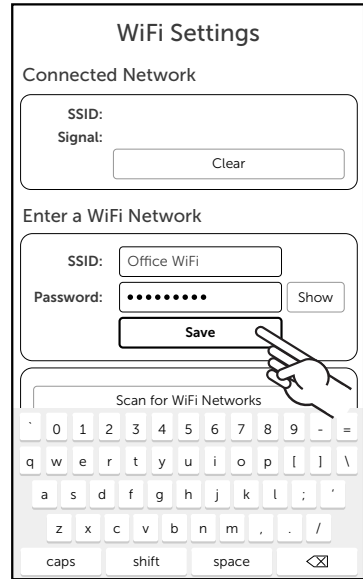 WiFi Settings
Connected Network
SSID:
Signal:
Clear
Enter a WiFi Network
SSID: Office WiFi
Password: ••••••••• Show
Save
Scan for WiFi Networks
` 0 1 2 3 4 5 6 7 8 9 - =
q w e r t y u i o p [ ] \
a s d f g h j k l ; '
z x c v b n m , . /
caps shift space